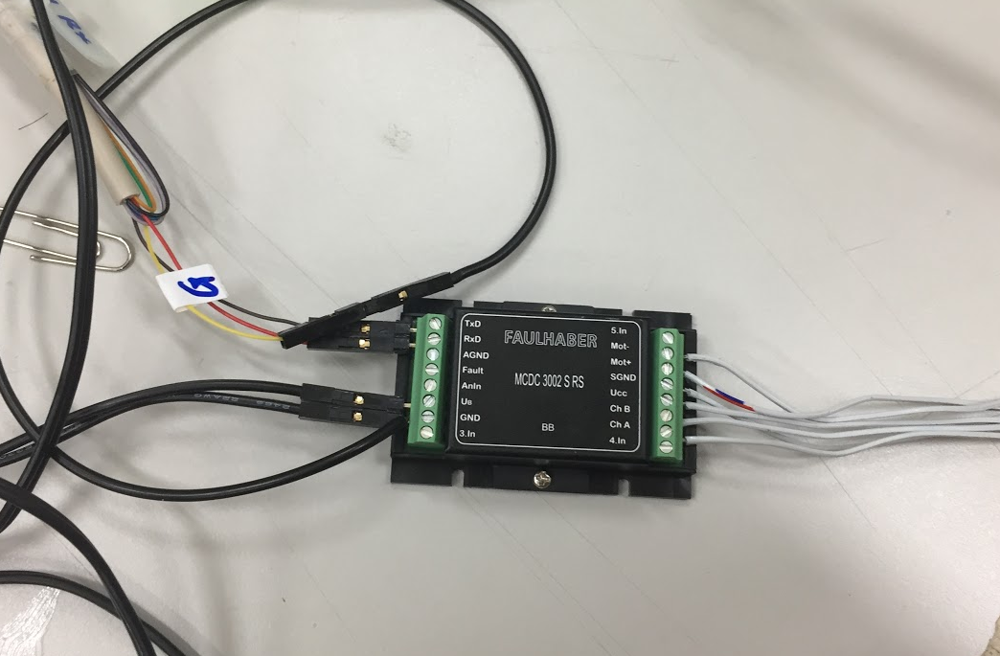 TxD
RxD
AGND
Fault
AnIn
UB
GND
3.In
FAULHABER
MCDC 3002 S RS
BB
5.In
Mot-
Mot+
SGND
Ucc
Ch B
Ch A
4.In